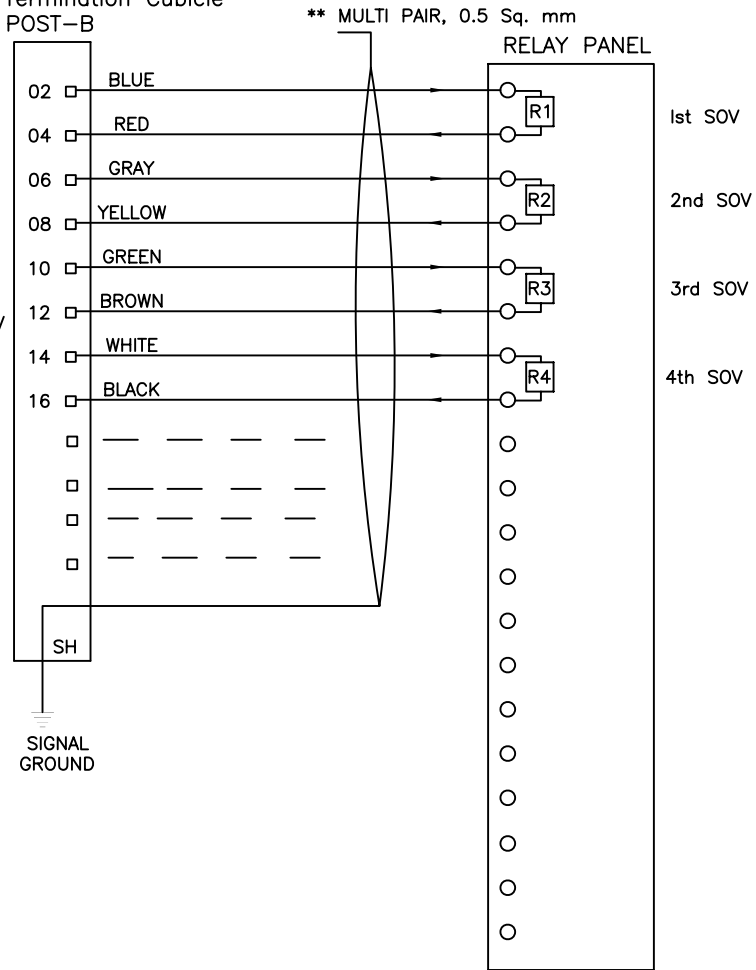 Termination Cubicle
POST-B
** MULTI PAIR, 0.5 Sq. mm
RELAY PANEL
02 BLUE
R1
Ist SOV
04 RED
06 GRAY
R2
2nd SOV
08 YELLOW
10 GREEN
R3
3rd SOV
12 BROWN
14 WHITE
R4
4th SOV
16 BLACK
SH
SIGNAL
GROUND